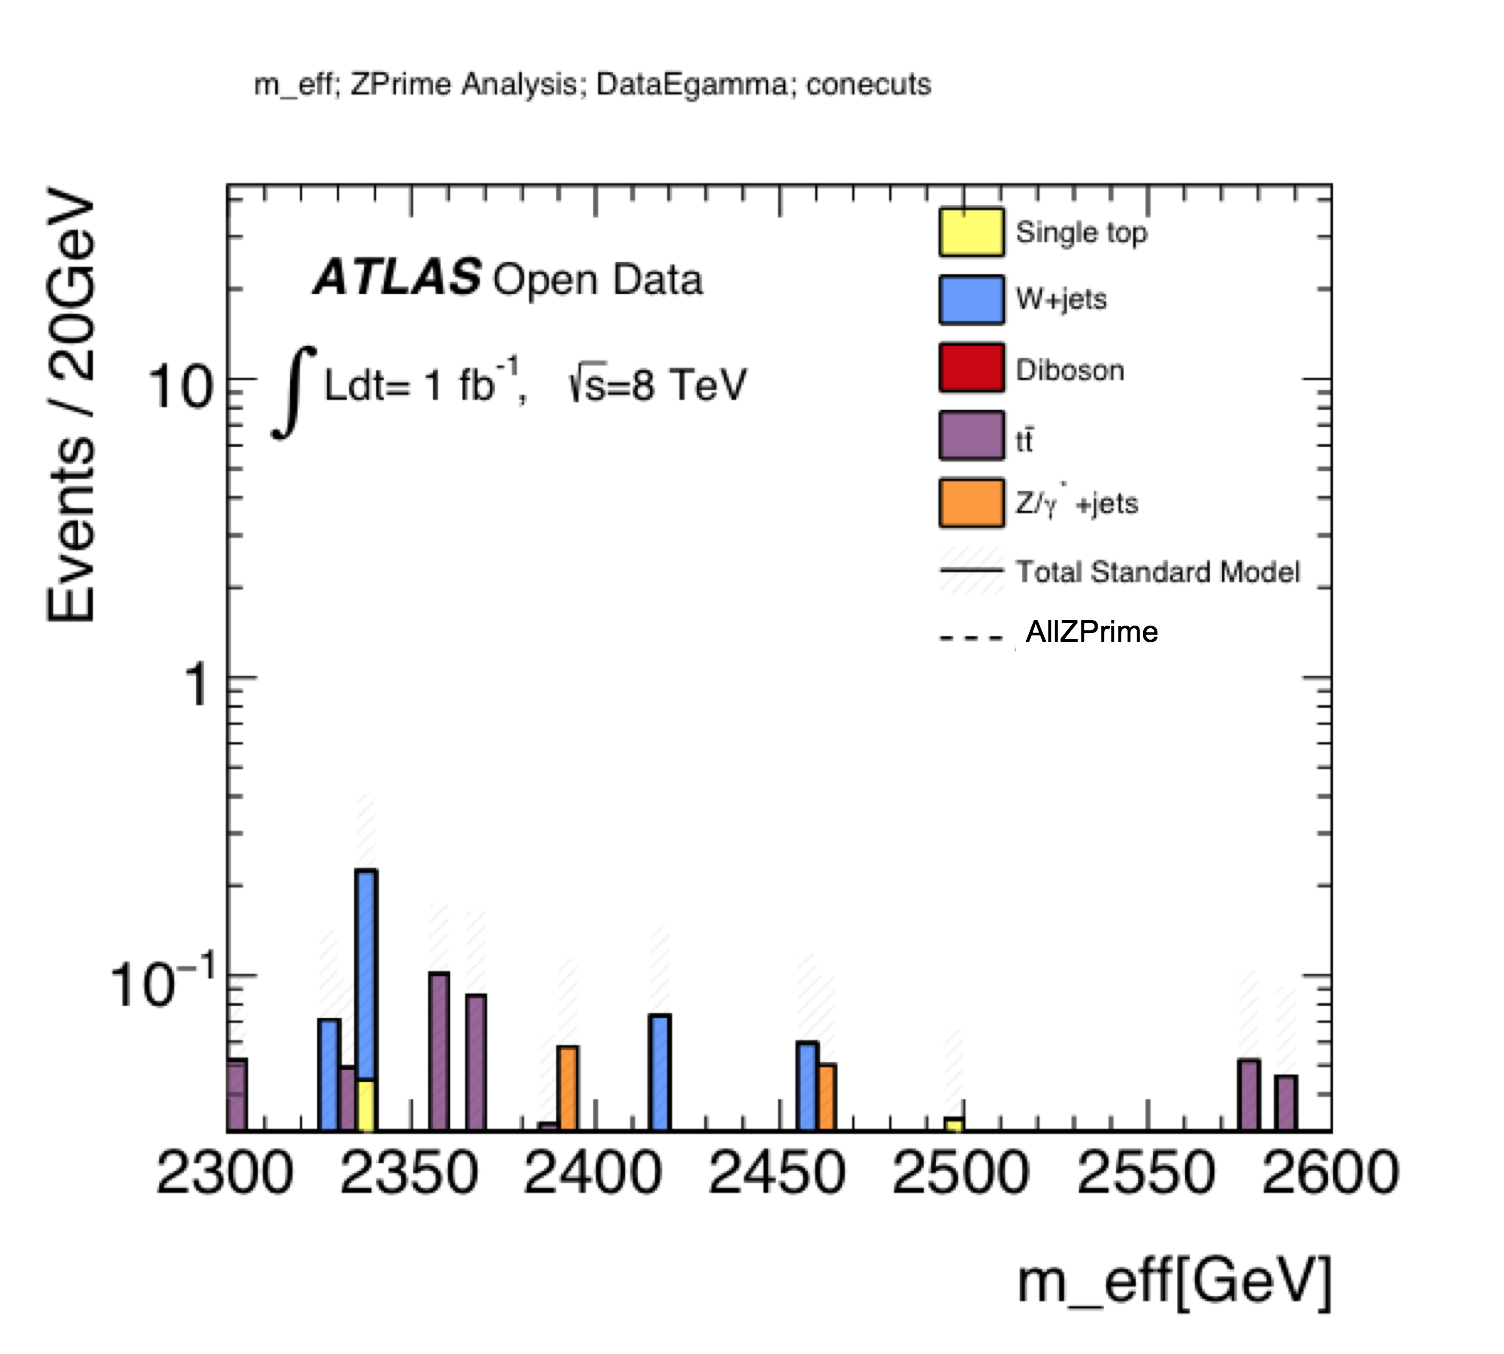 m_eff; ZPrime Analysis; DataEgamma; conecuts
Events / 20GeV
ATLAS Open Data
∫Ldt= 1 fb⁻¹, √s=8 TeV
Single top
W+jets
Diboson
tt̄
Z/γ* +jets
Total Standard Model
AllZPrime
10
1
10⁻¹
2300 2350 2400 2450 2500 2550 2600
m_eff[GeV]